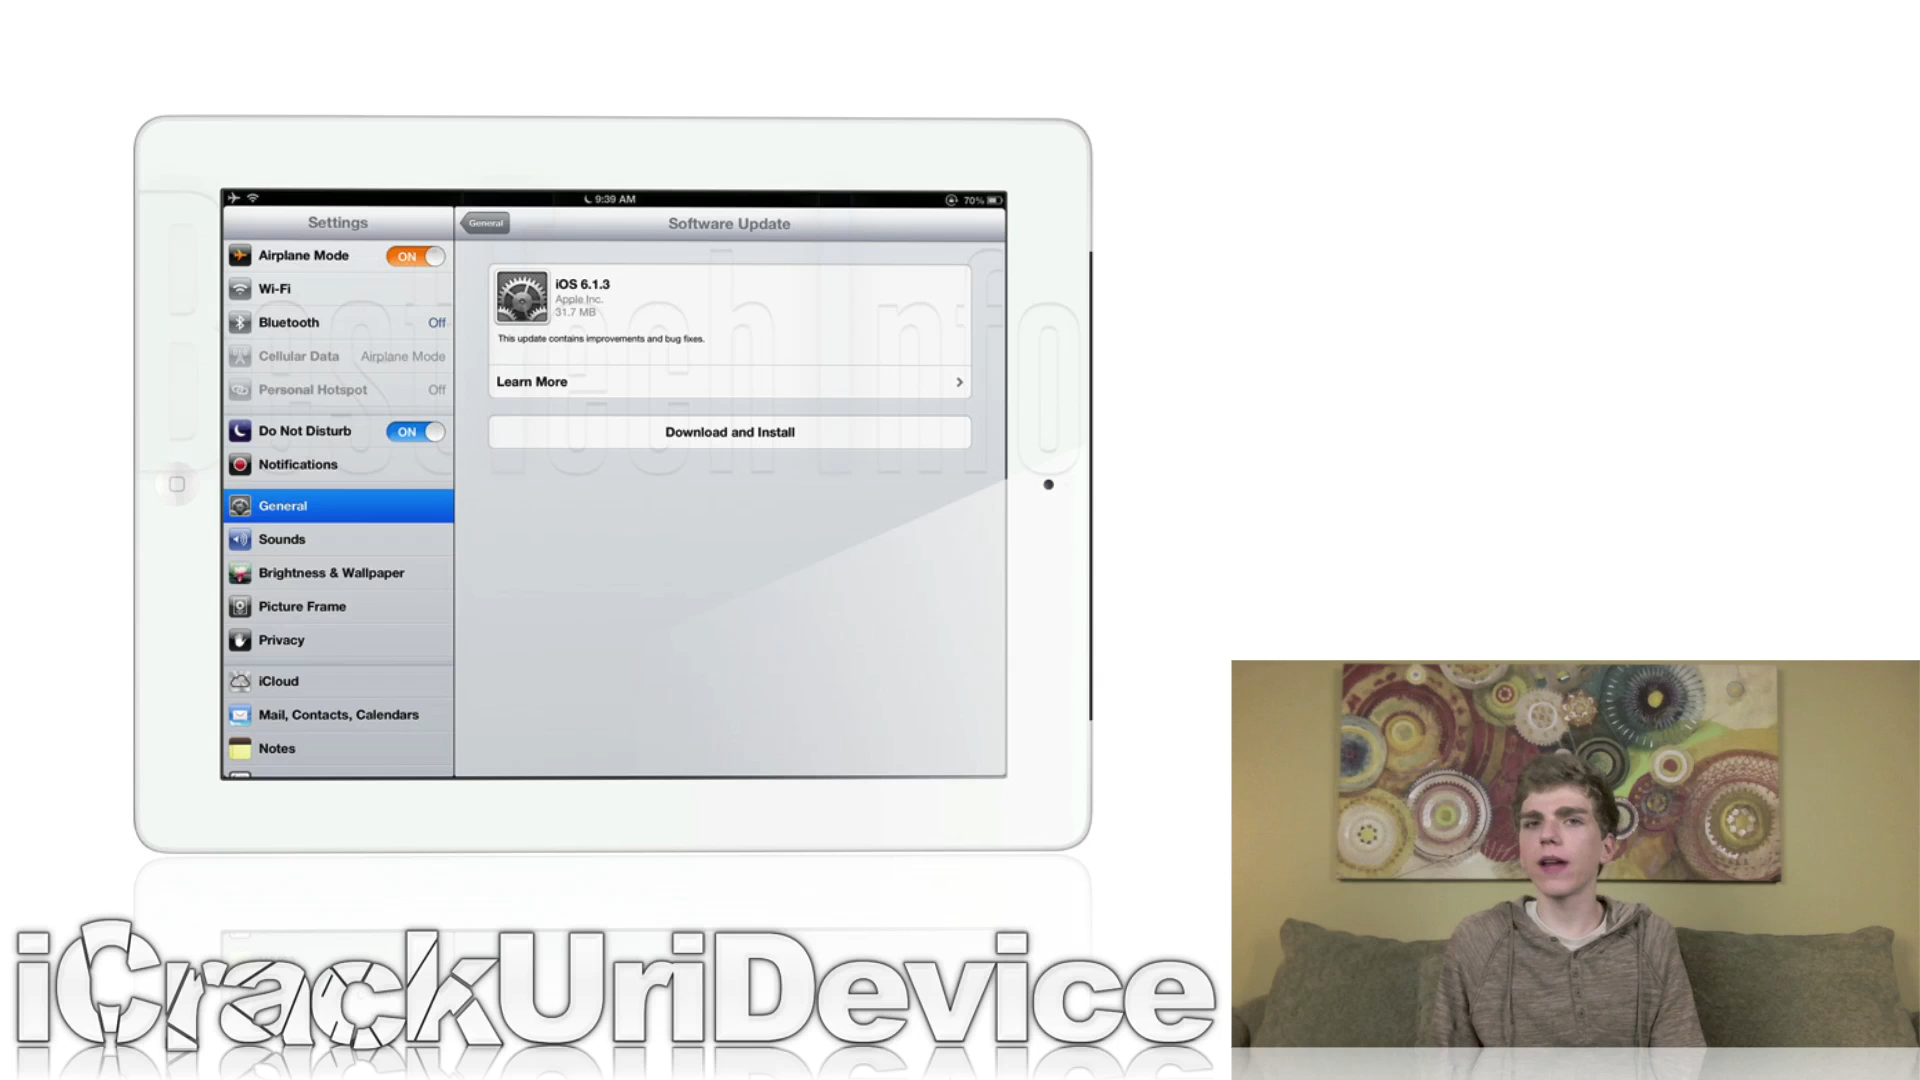 9:39 AM
70%
Settings
General
Software Update
Airplane Mode
ON
Wi-Fi
Bluetooth
Off
Cellular Data
Airplane Mode
Personal Hotspot
Off
Do Not Disturb
ON
Notifications
General
Sounds
Brightness & Wallpaper
Picture Frame
Privacy
iCloud
Mail, Contacts, Calendars
Notes
iOS 6.1.3
Apple Inc.
31.7 MB
This update contains improvements and bug fixes.
Learn More
Download and Install
BestTech Info
iCrackUriDevice